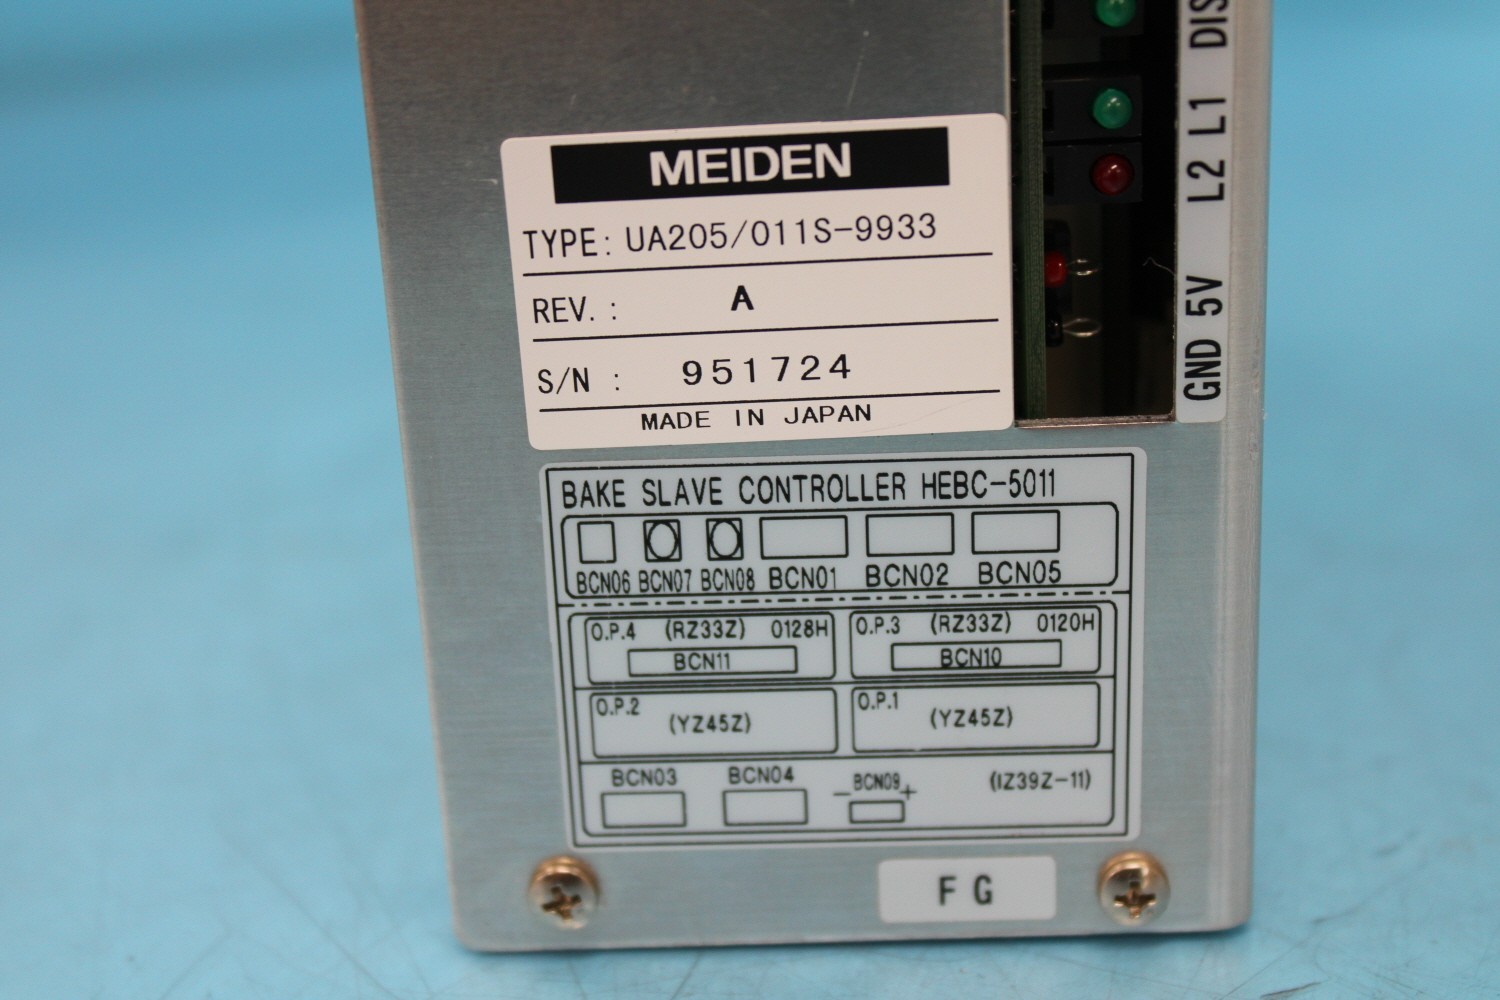 MEIDEN
TYPE: UA205/011S-9933
REV. : A
S/N : 951724
MADE IN JAPAN
GND 5V L2 L1 DIS
BAKE SLAVE CONTROLLER HEBC-5011
BCN06 BCN07 BCN08 BCN01 BCN02 BCN05
O.P.4 (RZ33Z) 0128H O.P.3 (RZ33Z) 0120H
BCN11 BCN10
O.P.2 (YZ45Z) O.P.1 (YZ45Z)
BCN03 BCN04 - BCN09 + (IZ39Z-11)
FG